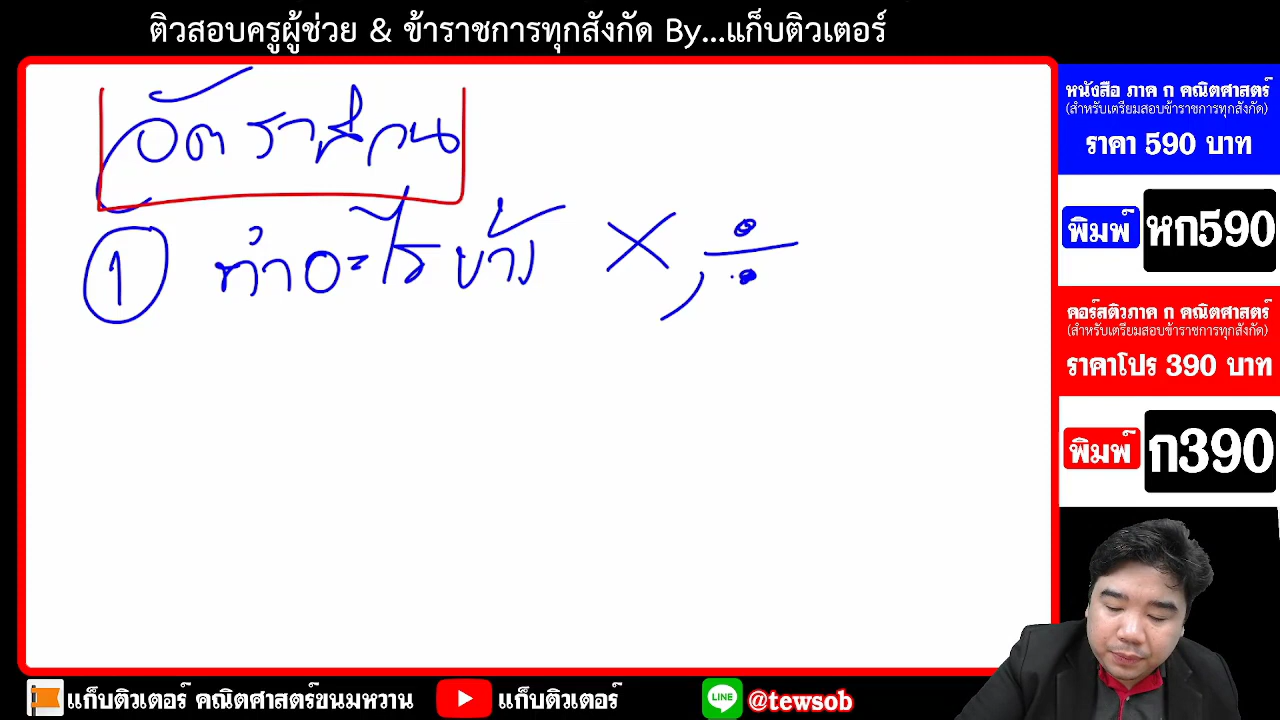 ติวสอบครูผู้ช่วย & ข้าราชการทุกสังกัด By...แก็บติวเตอร์
อัตราส่วน
① ทำอะไรบ้าง ×, ÷
หนังสือ ภาค ก คณิตศาสตร์
(สำหรับเตรียมสอบข้าราชการทุกสังกัด)
ราคา 590 บาท
พิมพ์ หก590
คอร์สติวภาค ก คณิตศาสตร์
(สำหรับเตรียมสอบข้าราชการทุกสังกัด)
ราคาโปร 390 บาท
พิมพ์ ก390
แก็บติวเตอร์ คณิตศาสตร์ขนมหวาน แก็บติวเตอร์ LINE @tewsob